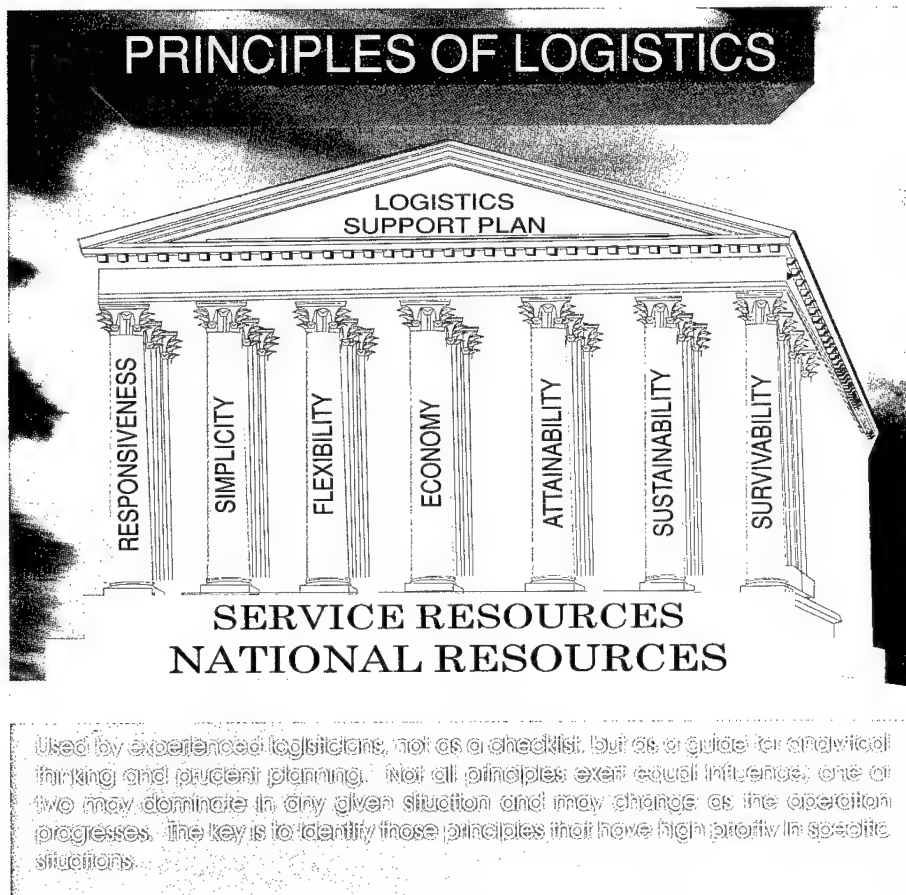 PRINCIPLES OF LOGISTICS
LOGISTICS
SUPPORT PLAN
RESPONSIVENESS
SIMPLICITY
FLEXIBILITY
ECONOMY
ATTAINABILITY
SUSTAINABILITY
SURVIVABILITY
SERVICE RESOURCES
NATIONAL RESOURCES
Used by experienced logisticians, not as a checklist, but as a guide for analytical
thinking and prudent planning. Not all principles exert equal influence; one or
two may dominate in any given situation and may change as the operation
progresses. The key is to identify those principles that have high priority in specific
situations.